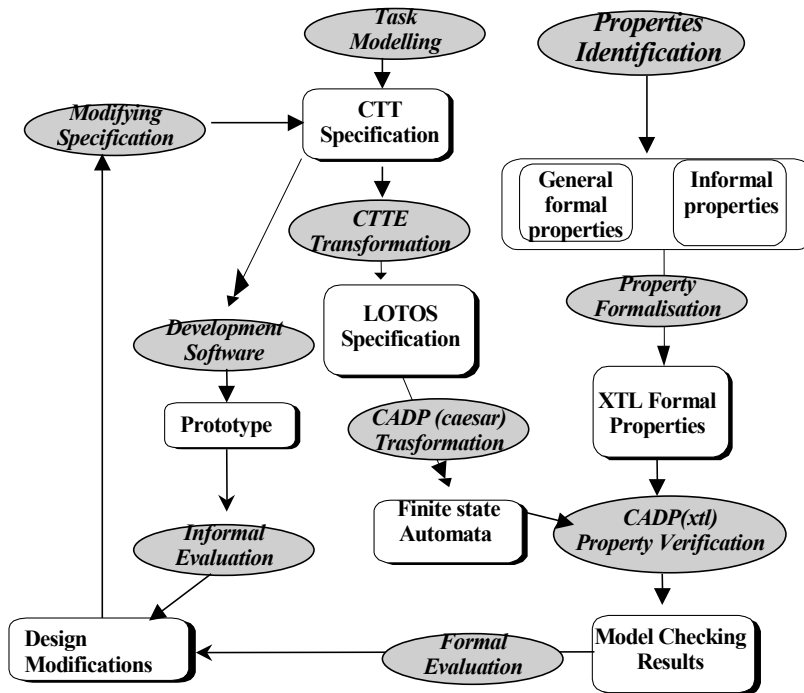 Task
Modelling
Properties
Identification
Modifying
Specification
CTT
Specification
General
formal
properties
Informal
properties
CTTE
Transformation
Property
Formalisation
LOTOS
Specification
Development
Software
XTL Formal
Properties
Prototype
CADP (caesar)
Trasformation
Finite state
Automata
CADP(xtl)
Property Verification
Informal
Evaluation
Design
Modifications
Formal
Evaluation
Model Checking
Results